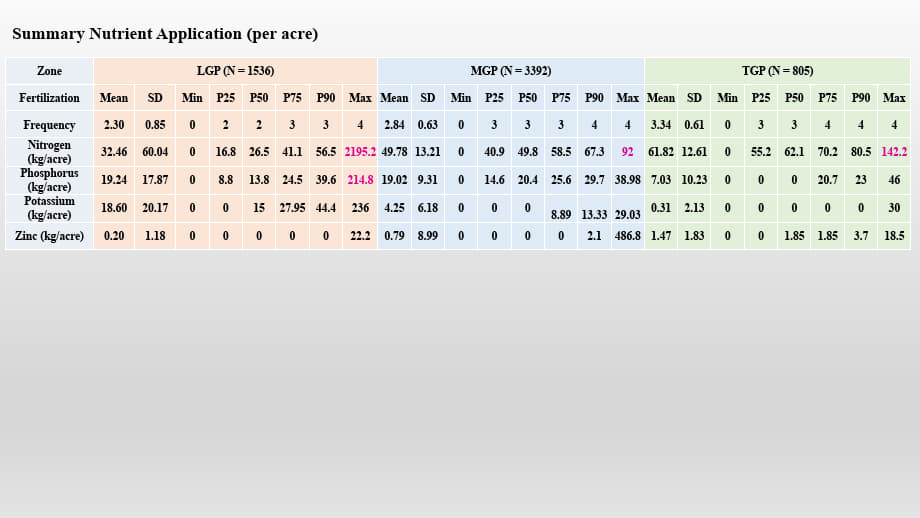 Summary Nutrient Application (per acre)
Zone LGP (N = 1536) MGP (N = 3392) TGP (N = 805)
Fertilization Mean SD Min P25 P50 P75 P90 Max Mean SD Min P25 P50 P75 P90 Max Mean SD Min P25 P50 P75 P90 Max
Frequency 2.30 0.85 0 2 2 3 3 4 2.84 0.63 0 3 3 3 4 4 3.34 0.61 0 3 3 4 4 4
Nitrogen (kg/acre) 32.46 60.04 0 16.8 26.5 41.1 56.5 2195.2 49.78 13.21 0 40.9 49.8 58.5 67.3 92 61.82 12.61 0 55.2 62.1 70.2 80.5 142.2
Phosphorus (kg/acre) 19.24 17.87 0 8.8 13.8 24.5 39.6 214.8 19.02 9.31 0 14.6 20.4 25.6 29.7 38.98 7.03 10.23 0 0 0 20.7 23 46
Potassium (kg/acre) 18.60 20.17 0 0 15 27.95 44.4 236 4.25 6.18 0 0 0 8.89 13.33 29.03 0.31 2.13 0 0 0 0 0 30
Zinc (kg/acre) 0.20 1.18 0 0 0 0 0 22.2 0.79 8.99 0 0 0 0 2.1 486.8 1.47 1.83 0 0 1.85 1.85 3.7 18.5